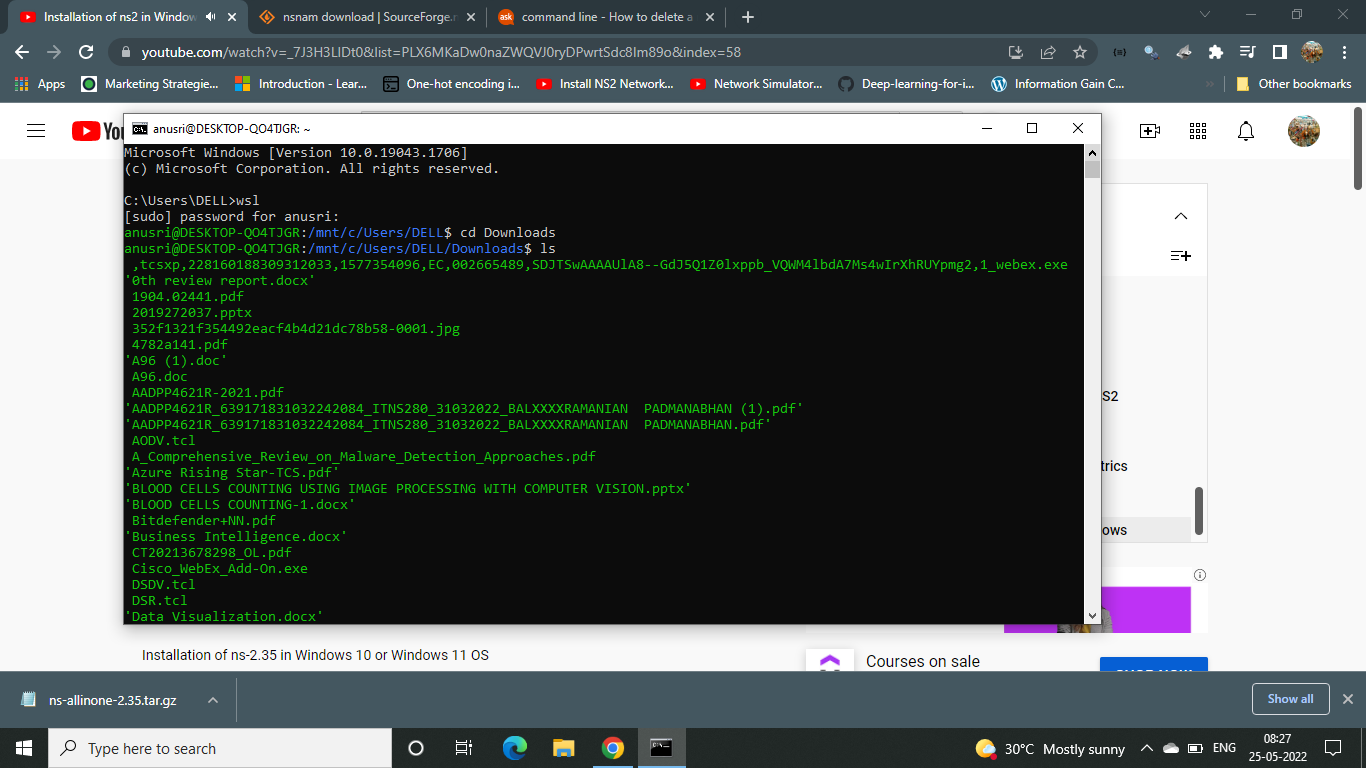 Installation of ns2 in Window
nsnam download | SourceForge.n
command line - How to delete a
youtube.com/watch?v=_7J3H3LIDt0&list=PLX6MKaDw0naZWQVJ0ryDPwrtSdc8Im89o&index=58
Apps
Marketing Strategie...
Introduction - Lear...
One-hot encoding i...
Install NS2 Network...
Network Simulator...
Deep-learning-for-i...
Information Gain C...
Other bookmarks
You
anusri@DESKTOP-QO4TJGR: ~
Microsoft Windows [Version 10.0.19043.1706]
(c) Microsoft Corporation. All rights reserved.
C:\Users\DELL>wsl
[sudo] password for anusri:
anusri@DESKTOP-QO4TJGR:/mnt/c/Users/DELL$ cd Downloads
anusri@DESKTOP-QO4TJGR:/mnt/c/Users/DELL/Downloads$ ls
,tcsxp,228160188309312033,1577354096,EC,002665489,SDJTSwAAAAUlA8--GdJ5Q1Z0lxppb_VQWM4lbdA7Ms4wIrXhRUYpmg2,1_webex.exe
'0th review report.docx'
1904.02441.pdf
2019272037.pptx
352f1321f354492eacf4b4d21dc78b58-0001.jpg
4782a141.pdf
'A96 (1).doc'
A96.doc
AADPP4621R-2021.pdf
'AADPP4621R_639171831032242084_ITNS280_31032022_BALXXXXRAMANIAN  PADMANABHAN (1).pdf'
'AADPP4621R_639171831032242084_ITNS280_31032022_BALXXXXRAMANIAN  PADMANABHAN.pdf'
AODV.tcl
A_Comprehensive_Review_on_Malware_Detection_Approaches.pdf
'Azure Rising Star-TCS.pdf'
'BLOOD CELLS COUNTING USING IMAGE PROCESSING WITH COMPUTER VISION.pptx'
'BLOOD CELLS COUNTING-1.docx'
Bitdefender+NN.pdf
'Business Intelligence.docx'
CT20213678298_OL.pdf
Cisco_WebEx_Add-On.exe
DSDV.tcl
DSR.tcl
'Data Visualization.docx'
S2
trics
ows
Installation of ns-2.35 in Windows 10 or Windows 11 OS
Courses on sale
ns-allinone-2.35.tar.gz
Show all
Type here to search
30°C Mostly sunny
ENG
08:27
25-05-2022